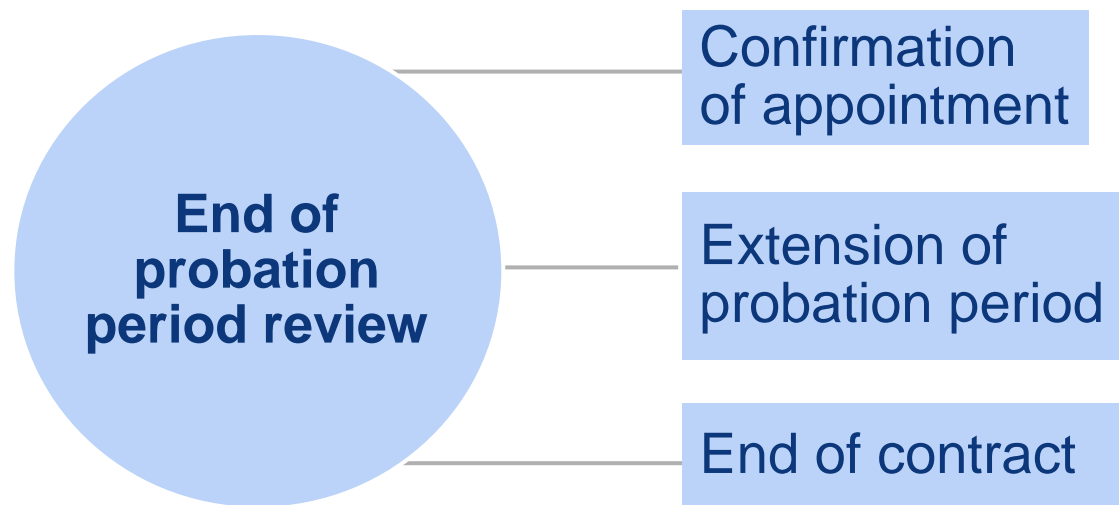 End of
probation
period review
Confirmation
of appointment
Extension of
probation period
End of contract